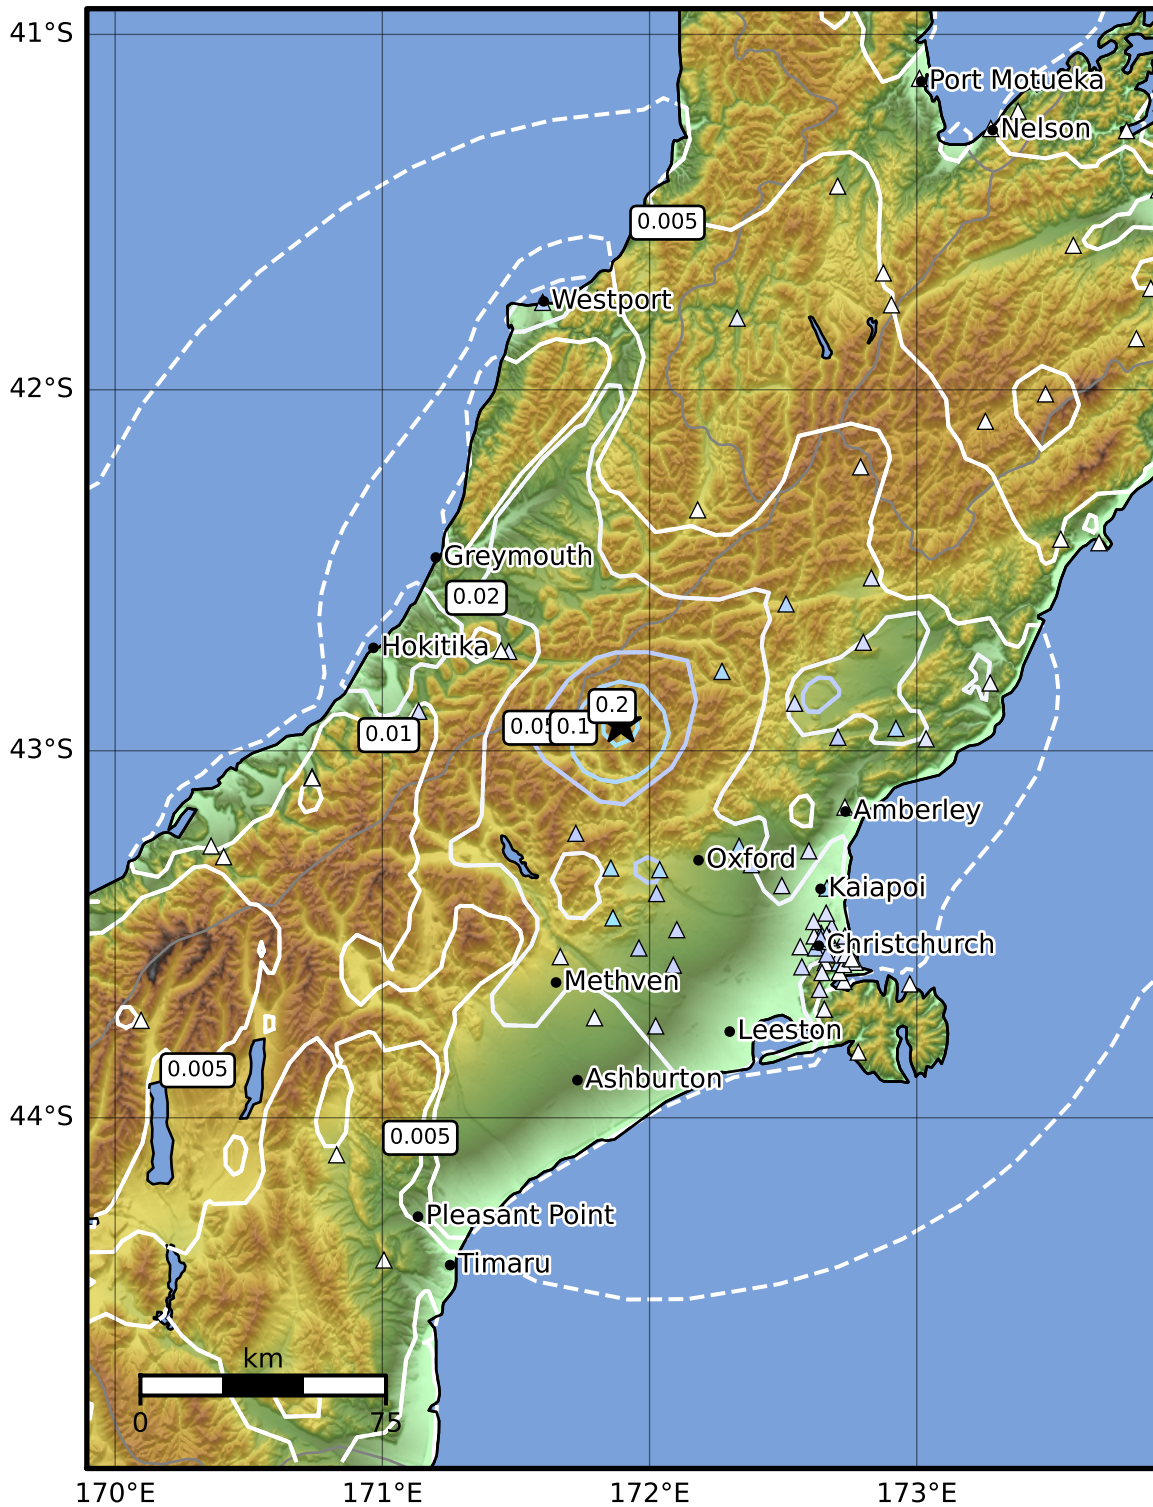 41°S
Port Motueka
Nelson
0.005
Westport
42°S
Greymouth
0.02
Hokitika
0.2
0.05
0.1
0.01
43°S
Amberley
Oxford
Kaiapoi
Christchurch
Methven
Leeston
0.005
Ashburton
44°S
0.005
Pleasant Point
Timaru
km
0
75
170°E
171°E
172°E
173°E